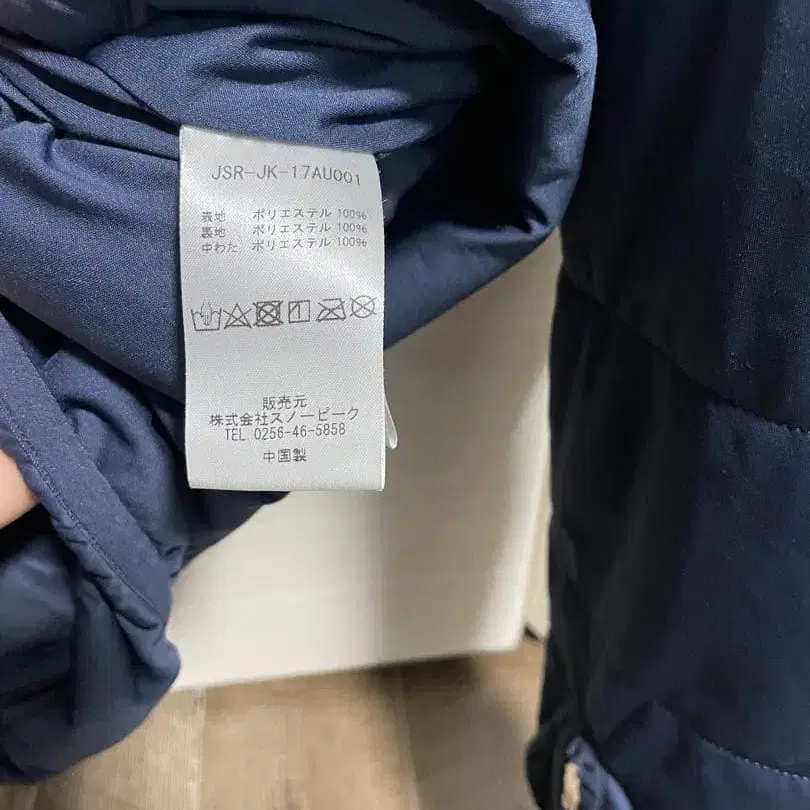 JSR-JK-17AU001
表地 ポリエステル 100%
裏地 ポリエステル 100%
中わた ポリエステル 100%
販売元
株式会社スノーピーク
TEL 0256-46-5858
中国製